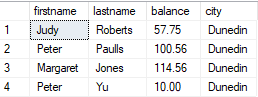 firstname lastname balance city
1 Judy Roberts 57.75 Dunedin
2 Peter Paulls 100.56 Dunedin
3 Margaret Jones 114.56 Dunedin
4 Peter Yu 10.00 Dunedin